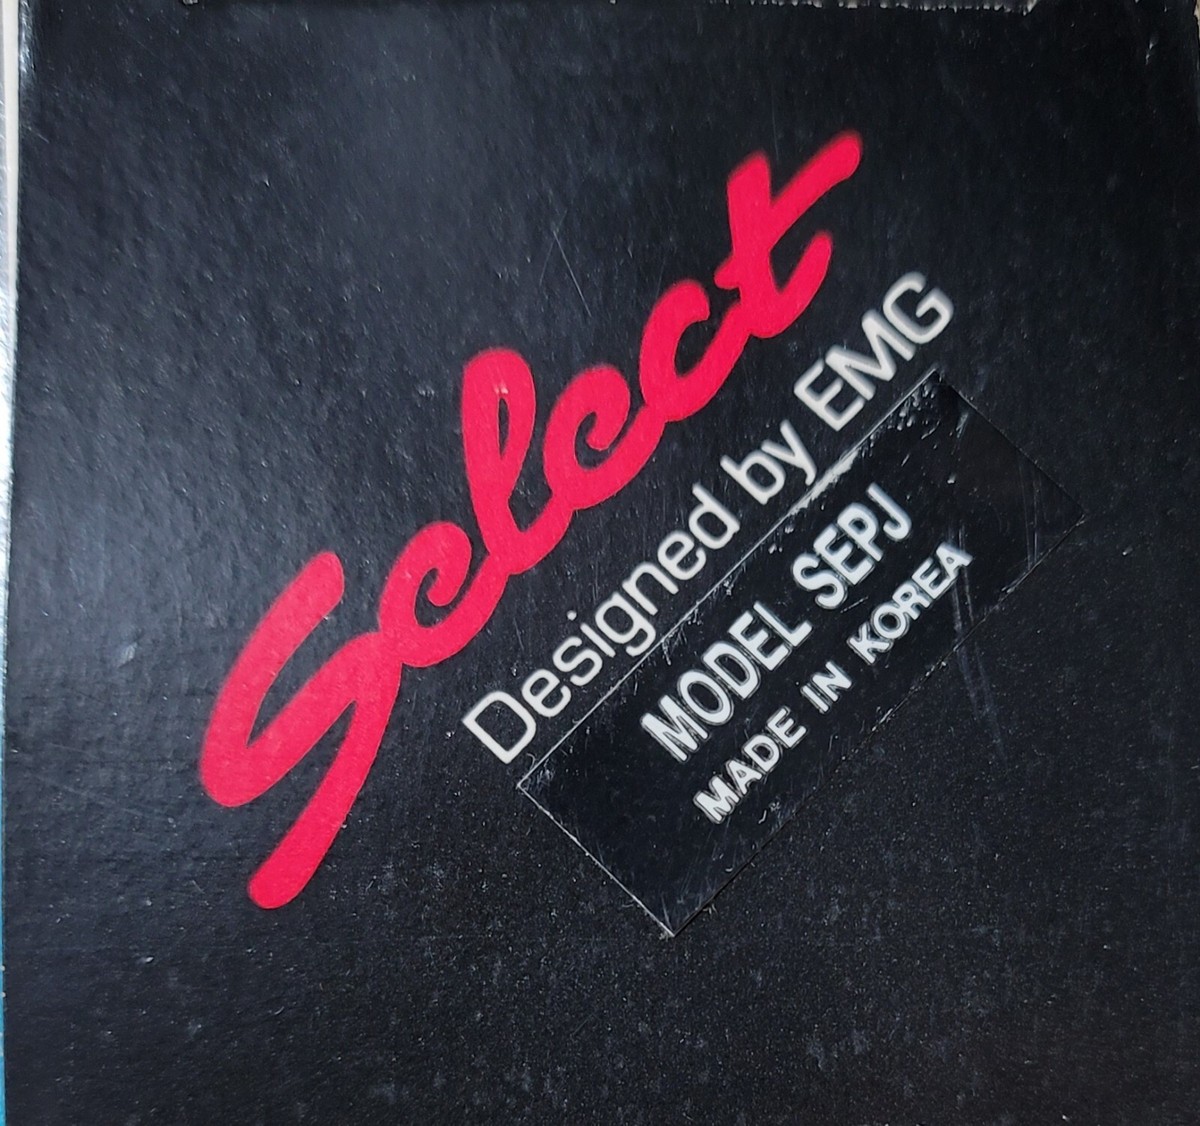 Select
Designed by EMG
MODEL SEPJ
MADE IN KOREA